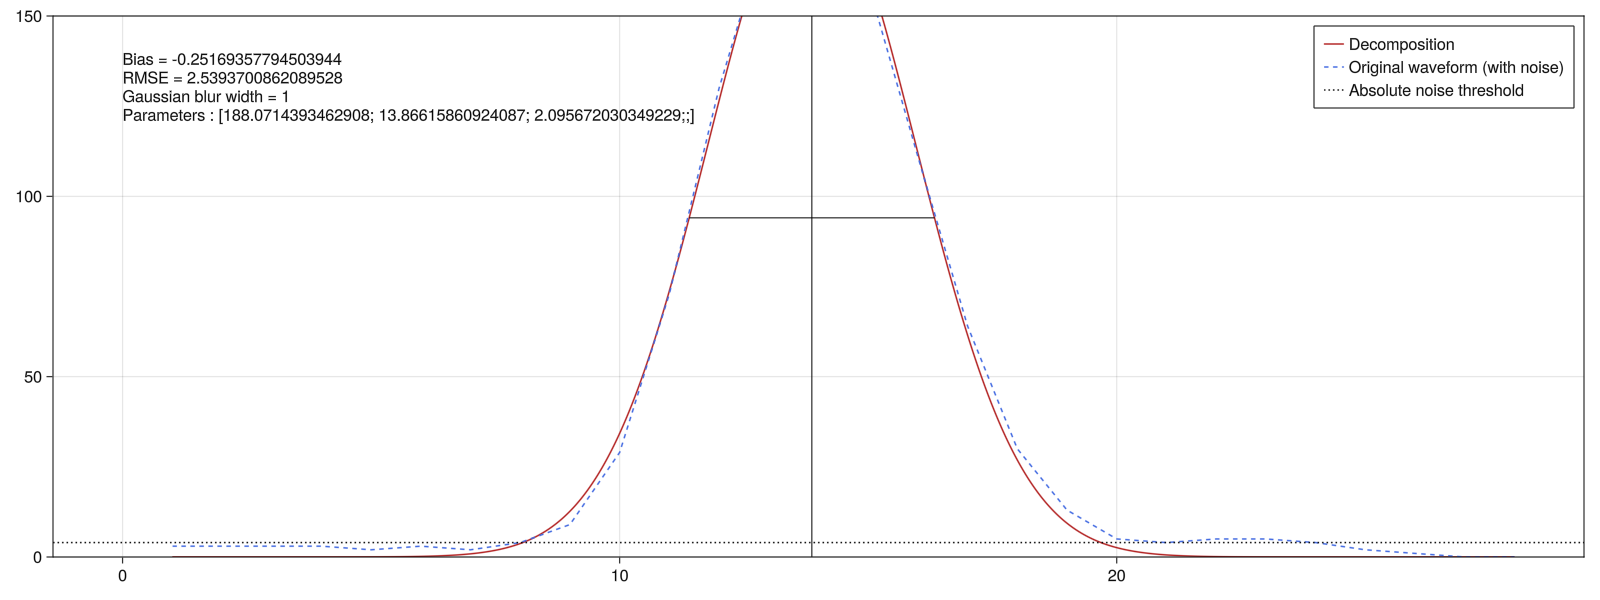 150
Bias = -0.25169357794503944
RMSE = 2.5393700862089528
Gaussian blur width = 1
Parameters : [188.0714393462908; 13.86615860924087; 2.095672030349229;;]
Decomposition
Original waveform (with noise)
Absolute noise threshold
100
50
0
0 10 20